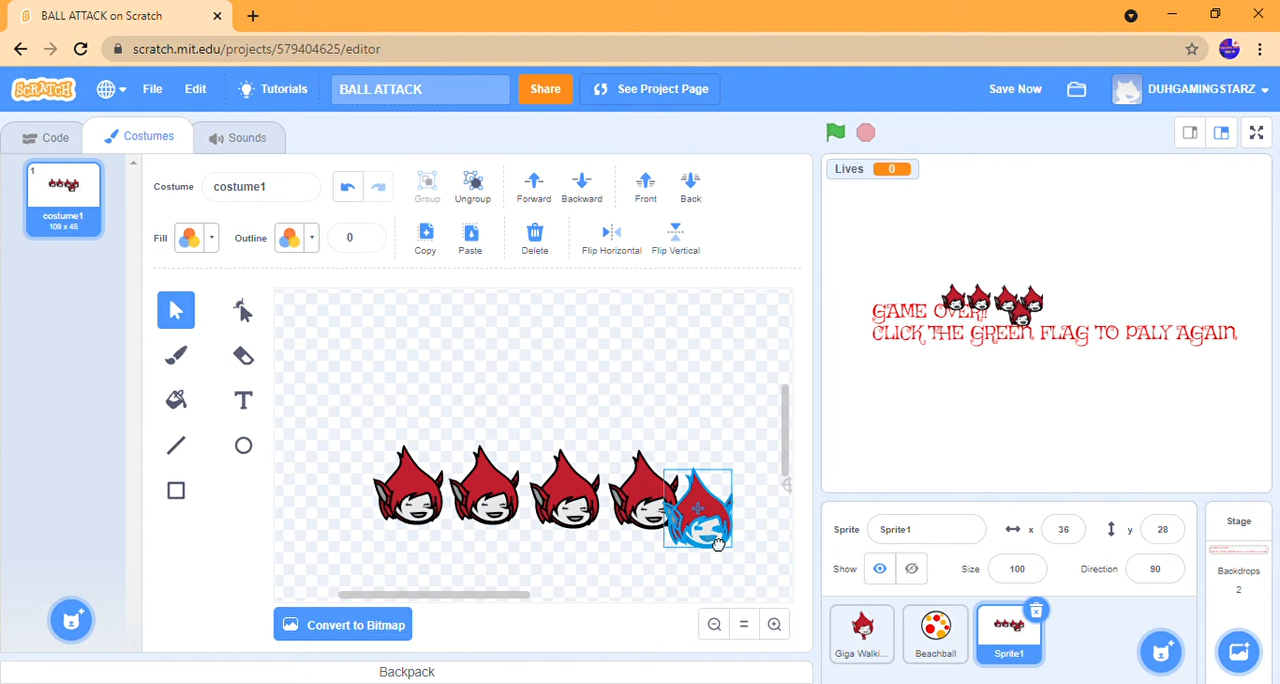 BALL ATTACK on Scratch
scratch.mit.edu/projects/579404625/editor
SCRATCH
File
Edit
Tutorials
BALL ATTACK
Share
See Project Page
Save Now
DUHGAMINGSTARZ
Code
Costumes
Sounds
1
costume1
109 x 45
Costume
costume1
Group
Ungroup
Forward
Backward
Front
Back
Fill
Outline
0
Copy
Paste
Delete
Flip Horizontal
Flip Vertical
Convert to Bitmap
Backpack
Lives 0
GAME OVER!!
CLICK THE GREEN FLAG TO PALY AGAIN
Sprite
Sprite1
x
36
y
28
Show
Size
100
Direction
90
Giga Walki...
Beachball
Sprite1
Stage
Backdrops
2